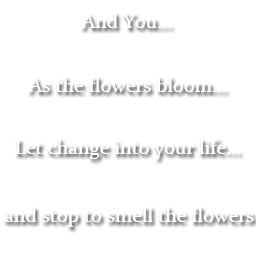 And You...
As the flowers bloom...
Let change into your life...
and stop to smell the flowers